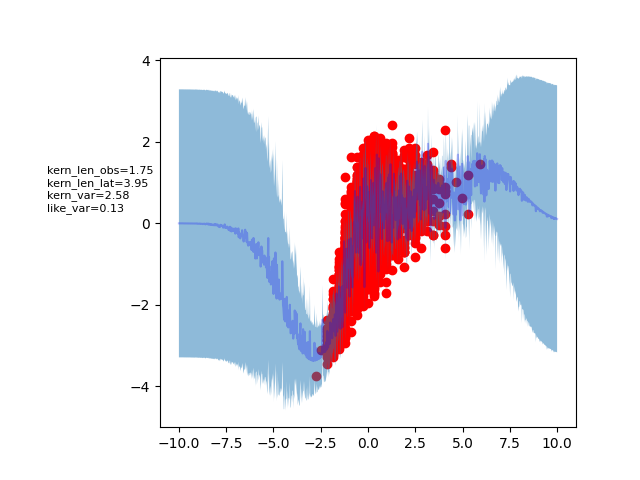 4
kern_len_obs=1.75
kern_len_lat=3.95
kern_var=2.58
like_var=0.13
2
0
−2
−4
−10.0 −7.5 −5.0 −2.5 0.0 2.5 5.0 7.5 10.0